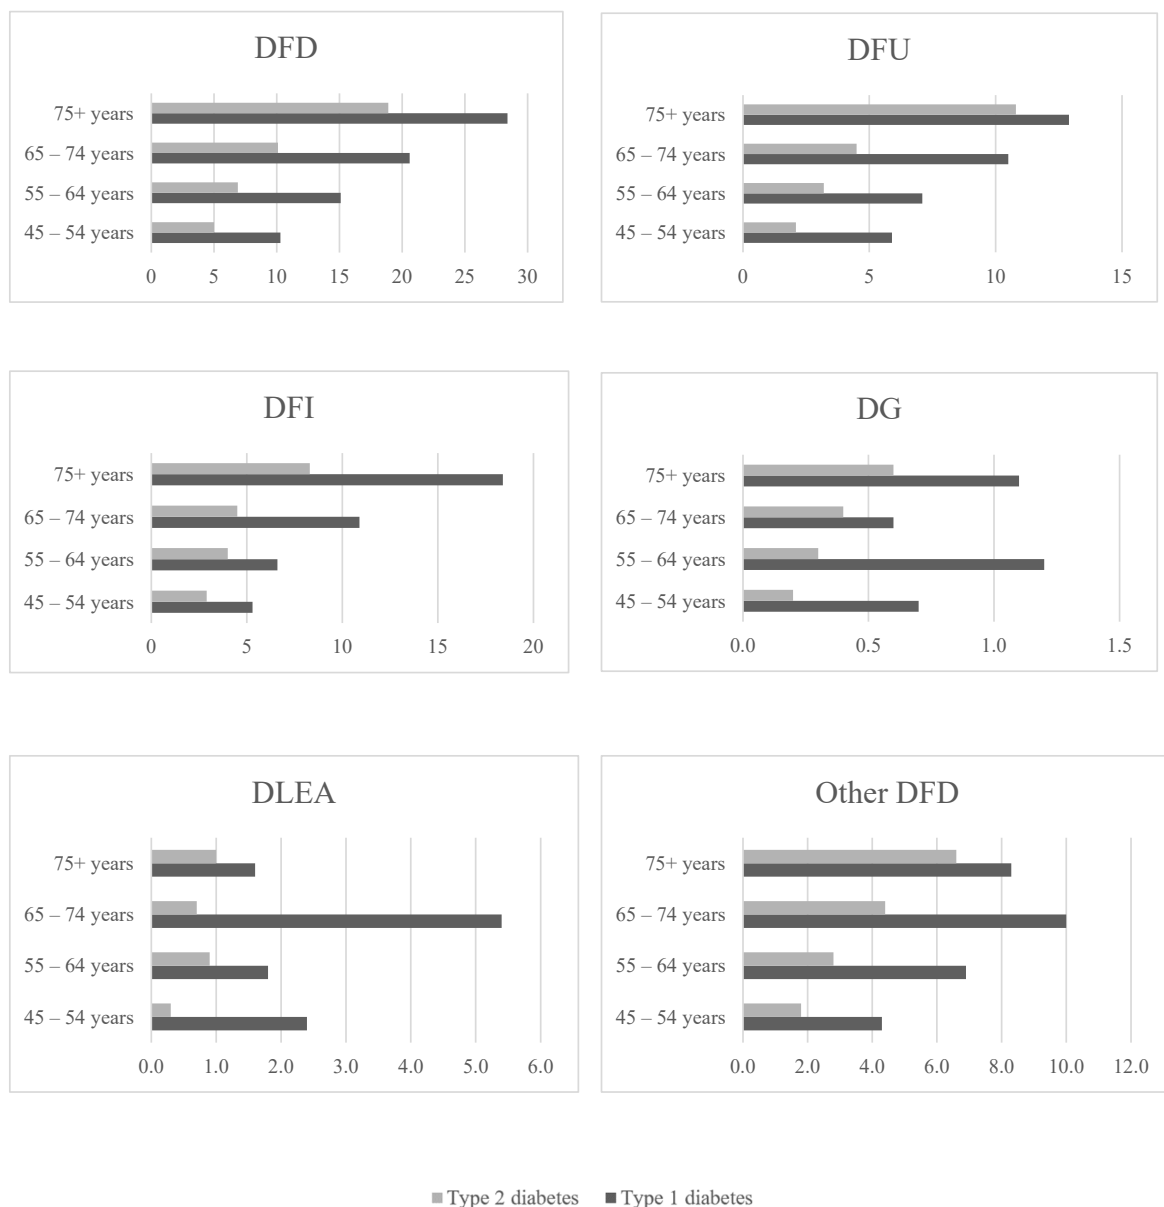 DFD
75+ years
65 – 74 years
55 – 64 years
45 – 54 years
0 5 10 15 20 25 30
DFU
75+ years
65 – 74 years
55 – 64 years
45 – 54 years
0 5 10 15
DFI
75+ years
65 – 74 years
55 – 64 years
45 – 54 years
0 5 10 15 20
DG
75+ years
65 – 74 years
55 – 64 years
45 – 54 years
0.0 0.5 1.0 1.5
DLEA
75+ years
65 – 74 years
55 – 64 years
45 – 54 years
0.0 1.0 2.0 3.0 4.0 5.0 6.0
Other DFD
75+ years
65 – 74 years
55 – 64 years
45 – 54 years
0.0 2.0 4.0 6.0 8.0 10.0 12.0
Type 2 diabetes Type 1 diabetes